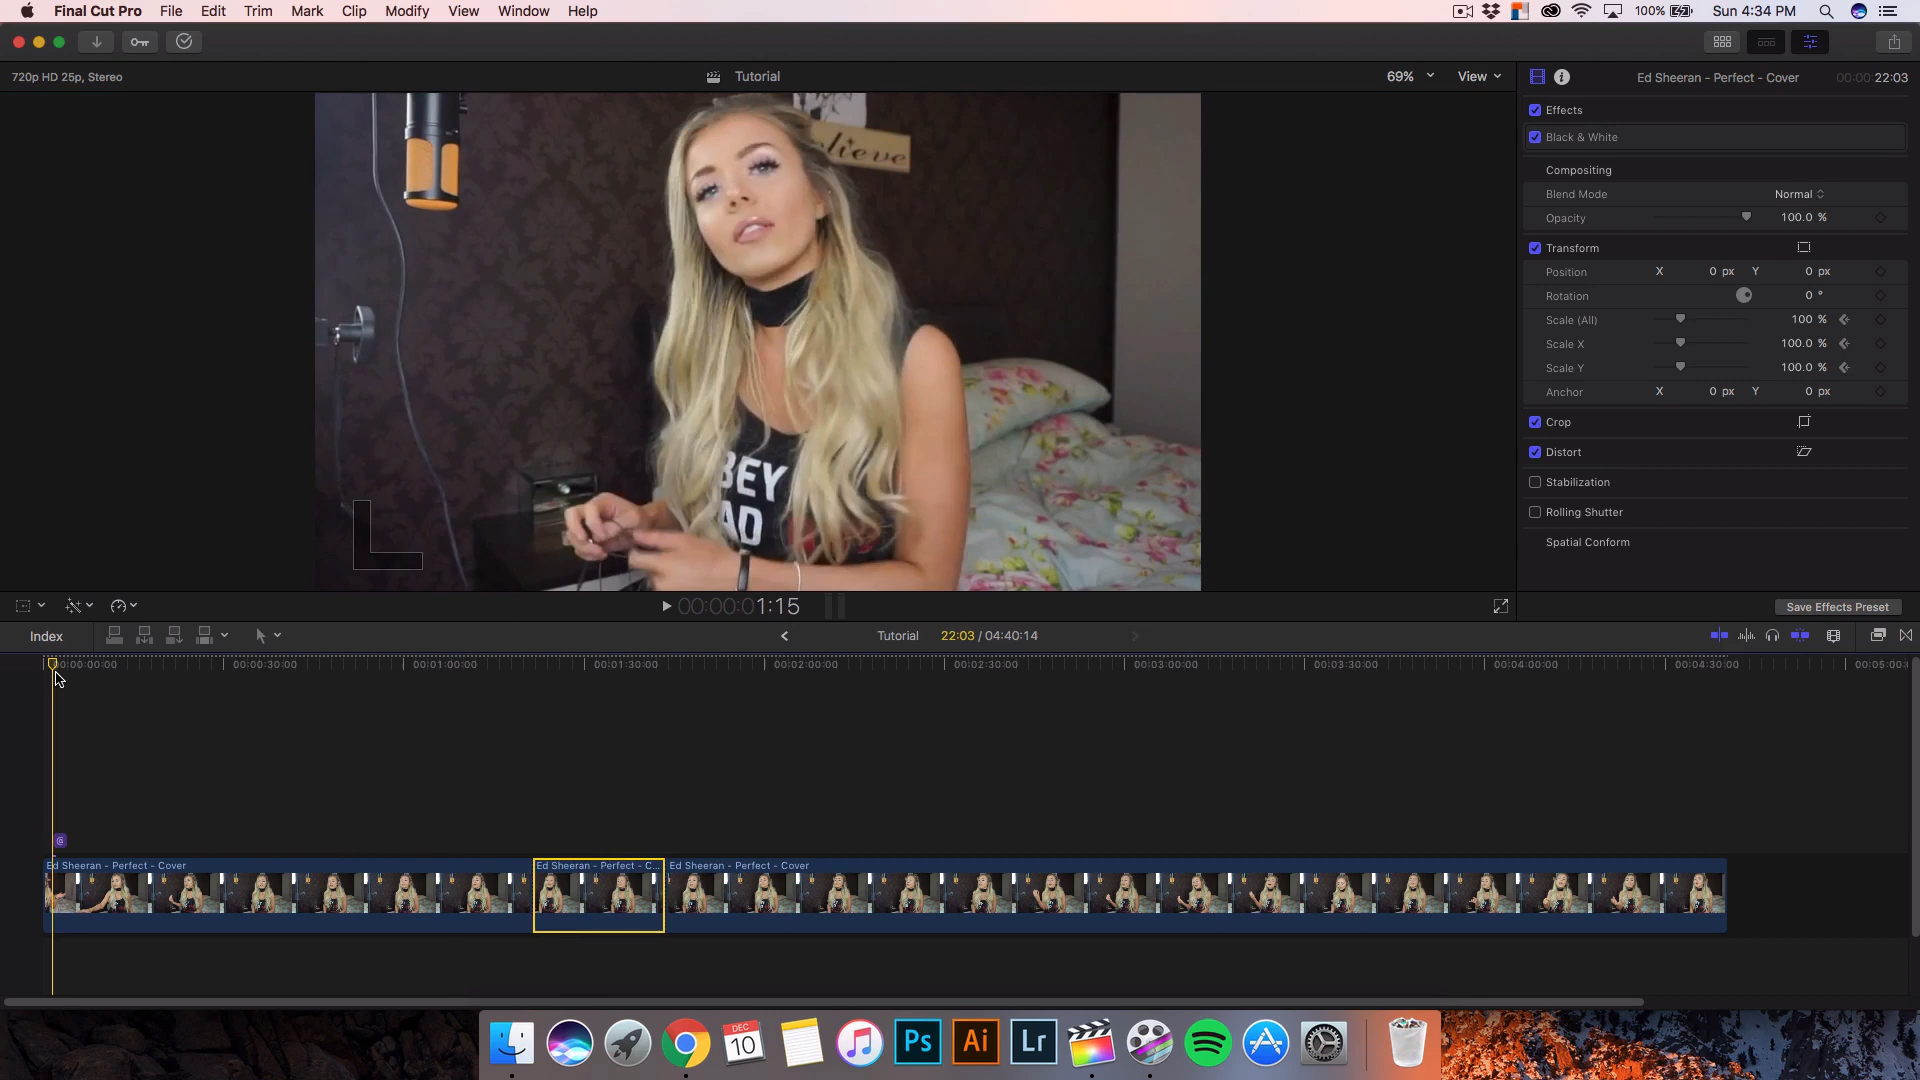 Final Cut Pro File Edit Trim Mark Clip Modify View Window Help 100% Sun 4:34 PM
720p HD 25p, Stereo Tutorial 69% View Ed Sheeran - Perfect - Cover 00:00:22:03
Effects
Black & White
Compositing
Blend Mode Normal
Opacity 100.0 %
Transform
Position X 0 px Y 0 px
Rotation 0 °
Scale (All) 100 %
Scale X 100.0 %
Scale Y 100.0 %
Anchor X 0 px Y 0 px
Crop
Distort
Stabilization
Rolling Shutter
Spatial Conform
elieve
BEY
AD
00:00:01:15 Save Effects Preset
Index Tutorial 22:03 / 04:40:14
00:00:00:00 00:00:30:00 00:01:00:00 00:01:30:00 00:02:00:00 00:02:30:00 00:03:00:00 00:03:30:00 00:04:00:00 00:04:30:00 00:05:00:
Ed Sheeran - Perfect - Cover Ed Sheeran - Perfect - C... Ed Sheeran - Perfect - Cover
DEC
10
Ps Ai Lr